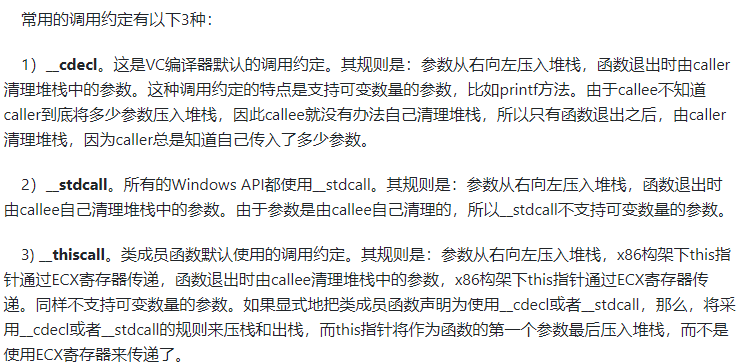 常用的调用约定有以下3种：
1）__cdecl。这是VC编译器默认的调用约定。其规则是：参数从右向左压入堆栈，函数退出时由caller
清理堆栈中的参数。这种调用约定的特点是支持可变数量的参数，比如printf方法。由于callee不知道
caller到底将多少参数压入堆栈，因此callee就没有办法自己清理堆栈，所以只有函数退出之后，由caller
清理堆栈，因为caller总是知道自己传入了多少参数。
2）__stdcall。所有的Windows API都使用__stdcall。其规则是：参数从右向左压入堆栈，函数退出时
由callee自己清理堆栈中的参数。由于参数是由callee自己清理的，所以__stdcall不支持可变数量的参数。
3) __thiscall。类成员函数默认使用的调用约定。其规则是：参数从右向左压入堆栈，x86构架下this指
针通过ECX寄存器传递，函数退出时由callee清理堆栈中的参数，x86构架下this指针通过ECX寄存器传
递。同样不支持可变数量的参数。如果显式地把类成员函数声明为使用__cdecl或者__stdcall，那么，将采
用__cdecl或者__stdcall的规则来压栈和出栈，而this指针将作为函数的第一个参数最后压入堆栈，而不是
使用ECX寄存器来传递了。